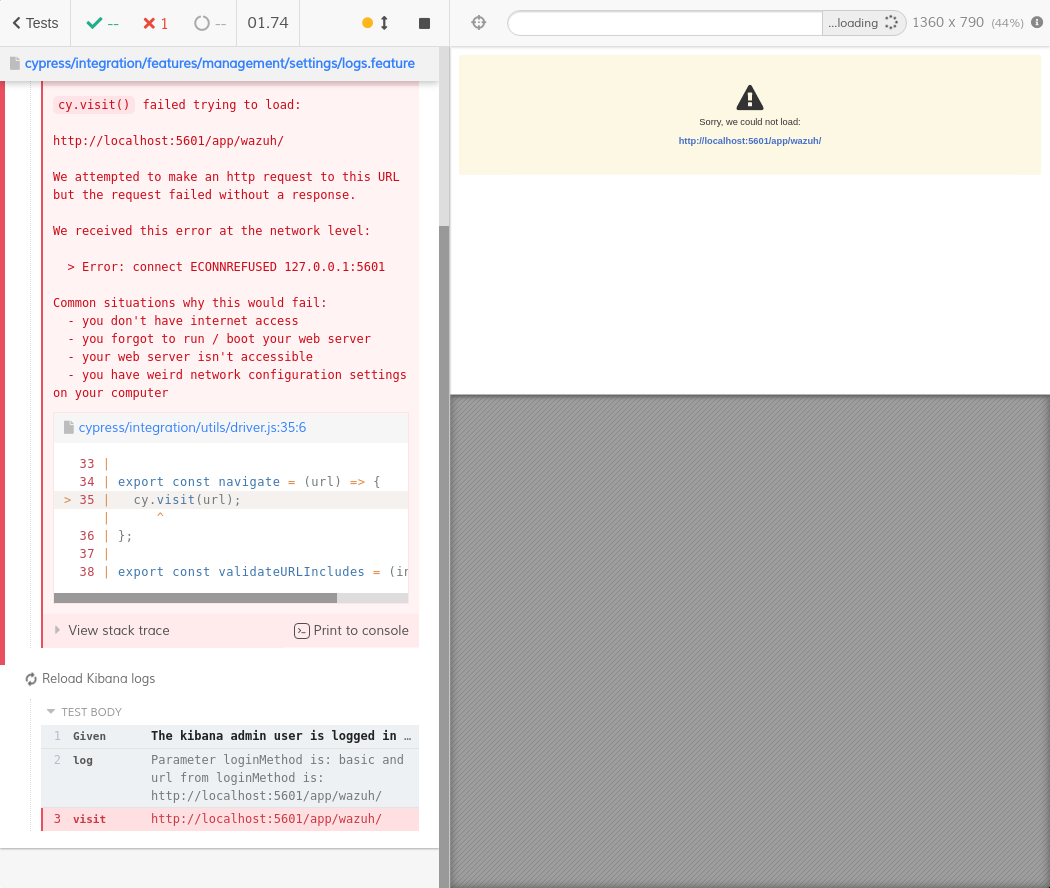 Tests
--
1
--
01.74
...loading
1360 x 790 (44%)
cypress/integration/features/management/settings/logs.feature
cy.visit() failed trying to load:
http://localhost:5601/app/wazuh/
We attempted to make an http request to this URL
but the request failed without a response.
We received this error at the network level:
> Error: connect ECONNREFUSED 127.0.0.1:5601
Common situations why this would fail:
- you don't have internet access
- you forgot to run / boot your web server
- your web server isn't accessible
- you have weird network configuration settings
on your computer
cypress/integration/utils/driver.js:35:6
33 |
34 | export const navigate = (url) => {
> 35 |   cy.visit(url);
|      ^
36 | };
37 |
38 | export const validateURLIncludes = (in
View stack trace
Print to console
Reload Kibana logs
TEST BODY
1 Given The kibana admin user is logged in …
2 log Parameter loginMethod is: basic and
url from loginMethod is:
http://localhost:5601/app/wazuh/
3 visit http://localhost:5601/app/wazuh/
Sorry, we could not load:
http://localhost:5601/app/wazuh/